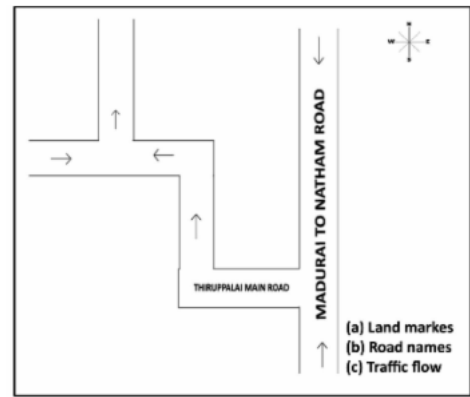 N
W E
S
MADURAI TO NATHAM ROAD
THIRUPPALAI MAIN ROAD
(a) Land markes
(b) Road names
(c) Traffic flow